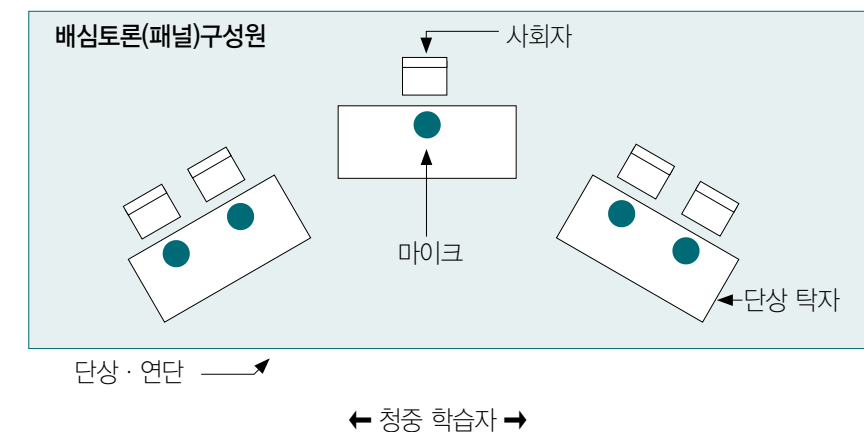 배심토론(패널)구성원
사회자
마이크
단상 탁자
단상 · 연단
← 청중 학습자 →